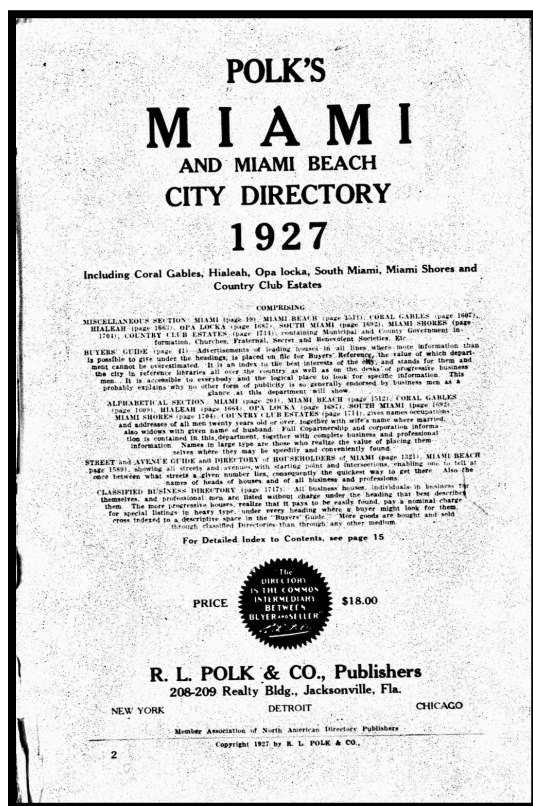 POLK'S
MIAMI
AND MIAMI BEACH
CITY DIRECTORY
1927
Including Coral Gables, Hialeah, Opa locka, South Miami, Miami Shores and
Country Club Estates
COMPRISING
MISCELLANEOUS SECTION: MIAMI (page 19), MIAMI BEACH (page 1511), CORAL GABLES (page 1607),
HIALEAH (page 1663), OPA LOCKA (page 1687), SOUTH MIAMI (page 1692), MIAMI SHORES (page
1704), COUNTRY CLUB ESTATES (page 1714), containing Municipal and County Government in-
formation, Churches, Fraternal, Secret and Benevolent Societies, Etc.
BUYERS' GUIDE (page 41)—Advertisements of leading houses in all lines where more information than
is possible to give under the headings, is placed on file for Buyers' Reference, the value of which depart-
ment cannot be overestimated. It is an index to the best interests of the city, and stands for them and
the city in reference libraries all over the country as well as on the desks of progressive business
men. It is accessible to everybody and the logical place to look for specific information. This
probably explains why no other form of publicity is so generally endorsed by business men as a
glance at this department will show.
ALPHABETICAL SECTION: MIAMI (page 201), MIAMI BEACH (page 1512), CORAL GABLES
(page 1609), HIALEAH (page 1664), OPA LOCKA (page 1687), SOUTH MIAMI (page 1692),
MIAMI SHORES (page 1704), COUNTRY CLUB ESTATES (page 1714), gives names, occupations
and addresses of all men twenty years old or over, together with wife's name where married,
also widows with given name of husband. Full Copartnership and corporation informa-
tion is contained in this department, together with complete business and professional
information. Names in large type are those who realize the value of placing them-
selves where they may be speedily and conveniently found.
STREET and AVENUE GUIDE and DIRECTORY of HOUSEHOLDERS of MIAMI (page 1321), MIAMI BEACH
(page 1589), showing all streets and avenues, with starting point and intersections, enabling one to tell at
once between what streets a given number lies, consequently the quickest way to get there. Also the
names of heads of houses and of all business and professions.
CLASSIFIED BUSINESS DIRECTORY (page 1717).—All business houses, individuals in business for
themselves, and professional men are listed without charge under the heading that best describes
them. The more progressive houses, realize that it pays to be easily found, pay a nominal charge
for special listings in heavy type, under every heading where a buyer might look for them,
cross indexed to a descriptive space in the "Buyers' Guide." More goods are bought and sold
through classified Directories than through any other medium.
For Detailed Index to Contents, see page 15
The
DIRECTORY
IS THE COMMON
INTERMEDIARY
BETWEEN
BUYER AND SELLER
PRICE $18.00
R. L. POLK & CO., Publishers
208-209 Realty Bldg., Jacksonville, Fla.
NEW YORK DETROIT CHICAGO
Member Association of North American Directory Publishers
Copyright 1927 by R. L. POLK & CO.,
2